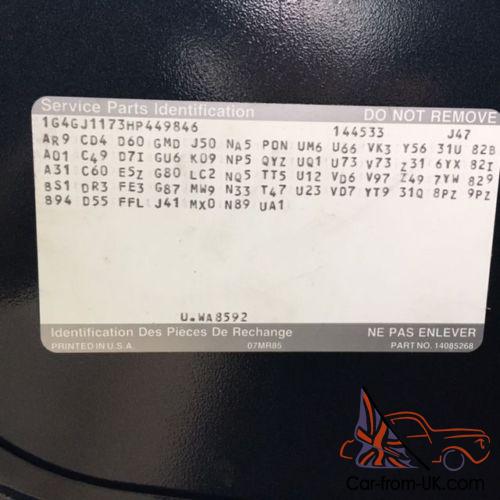 Service Parts Identification DO NOT REMOVE
1G4GJ1173HP449846 144533 J47
AR9 CD4 D60 GMD J50 NA5 PDN UM6 U66 VK3 Y56 31U 82B
AD1 C49 D7I GU6 K09 NP5 QYZ UQ1 U73 V73 Z31 6YX 82I
A31 C60 E5Z G80 LC2 NQ5 TT5 U12 VD6 V97 Z49 7YW 829
BS1 DR3 FE3 G87 MW9 N33 T47 U23 VD7 YT9 31Q 8PZ 9PZ
894 D55 FFL J41 MX0 N89 UA1
U.WA8592
Identification Des Pieces De Rechange NE PAS ENLEVER
PRINTED IN U.S.A. 07MR85 PART NO. 14085268
Car-from-UK.com